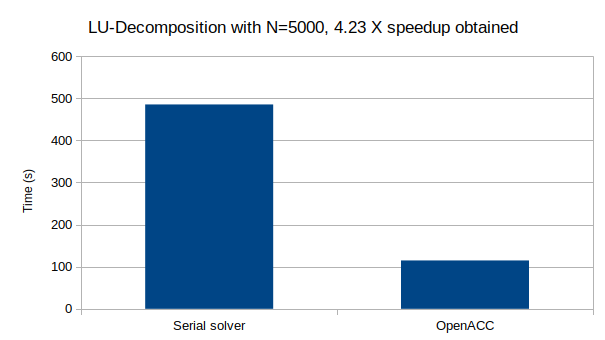 LU-Decomposition with N=5000, 4.23 X speedup obtained
600
500
400
300
200
100
0
Time (s)
Serial solver
OpenACC